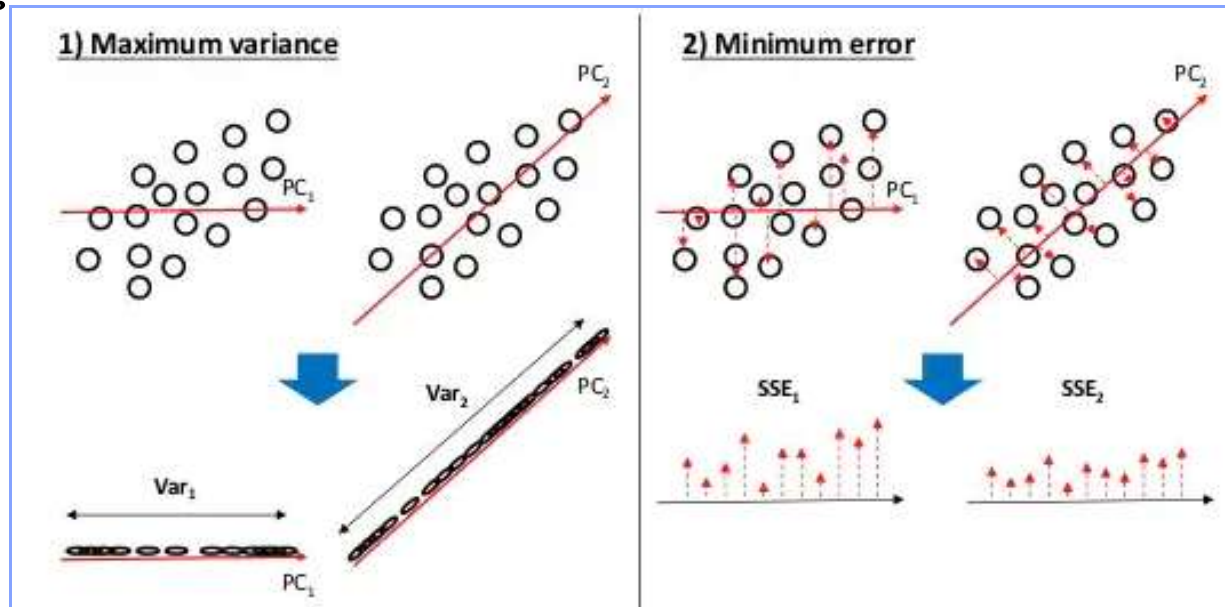 1) Maximum variance
PC₂
PC₁
Var₂
PC₂
Var₁
PC₁
2) Minimum error
PC₂
PC₁
SSE₁
SSE₂